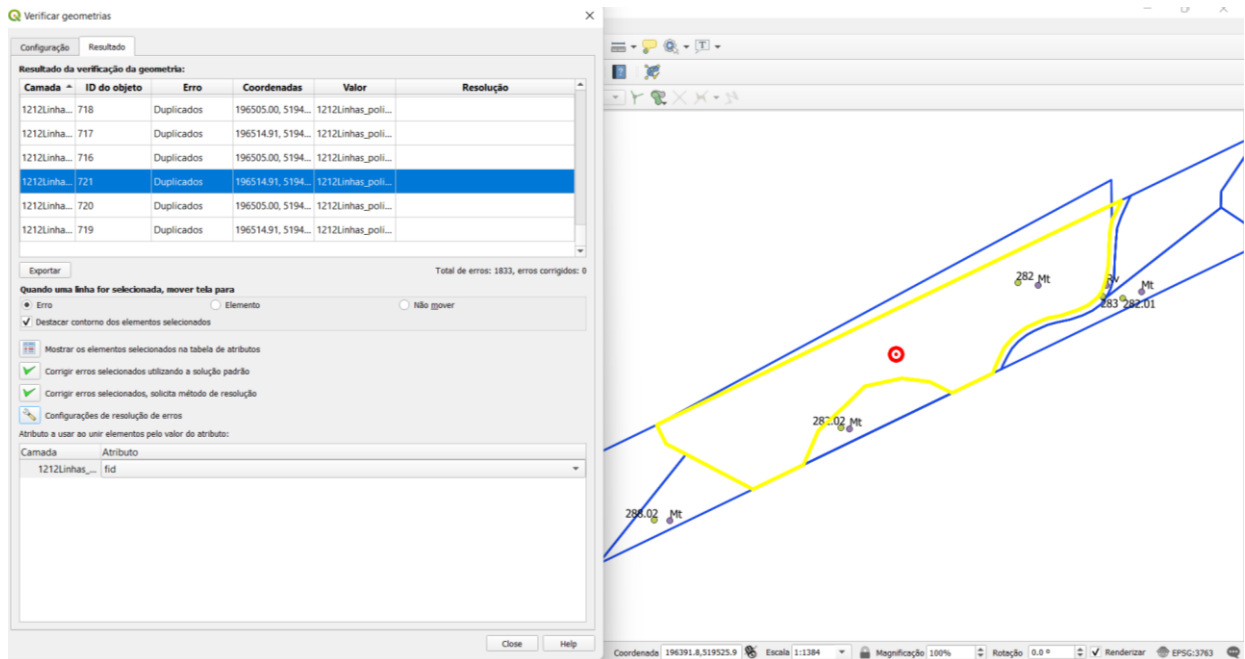 Verificar geometrias
Configuração Resultado
Resultado da verificação da geometria:
Camada ID do objeto Erro Coordenadas Valor Resolução
1212Linha... 718 Duplicados 196505.00, 5194... 1212Linhas_poli...
1212Linha... 717 Duplicados 196514.91, 5194... 1212Linhas_poli...
1212Linha... 716 Duplicados 196505.00, 5194... 1212Linhas_poli...
1212Linha... 721 Duplicados 196514.91, 5194... 1212Linhas_poli...
1212Linha... 720 Duplicados 196505.00, 5194... 1212Linhas_poli...
1212Linha... 719 Duplicados 196514.91, 5194... 1212Linhas_poli...
Exportar Total de erros: 1833, erros corrigidos: 0
Quando uma linha for selecionada, mover tela para
Erro Elemento Não mover
Destacar contorno dos elementos selecionados
Mostrar os elementos selecionados na tabela de atributos
Corrigir erros selecionados utilizando a solução padrão
Corrigir erros selecionados, solicita método de resolução
Configurações de resolução de erros
Atributo a usar ao unir elementos pelo valor do atributo:
Camada Atributo
1212Linhas_... fid
Close Help
282 Mt
Mt
283 282.01
Mt
288.02 Mt
Coordenada 196391.8,519525.9 Escala 1:1384 Magnificação 100% Rotação 0.0 ° Renderizar EPSG:3763